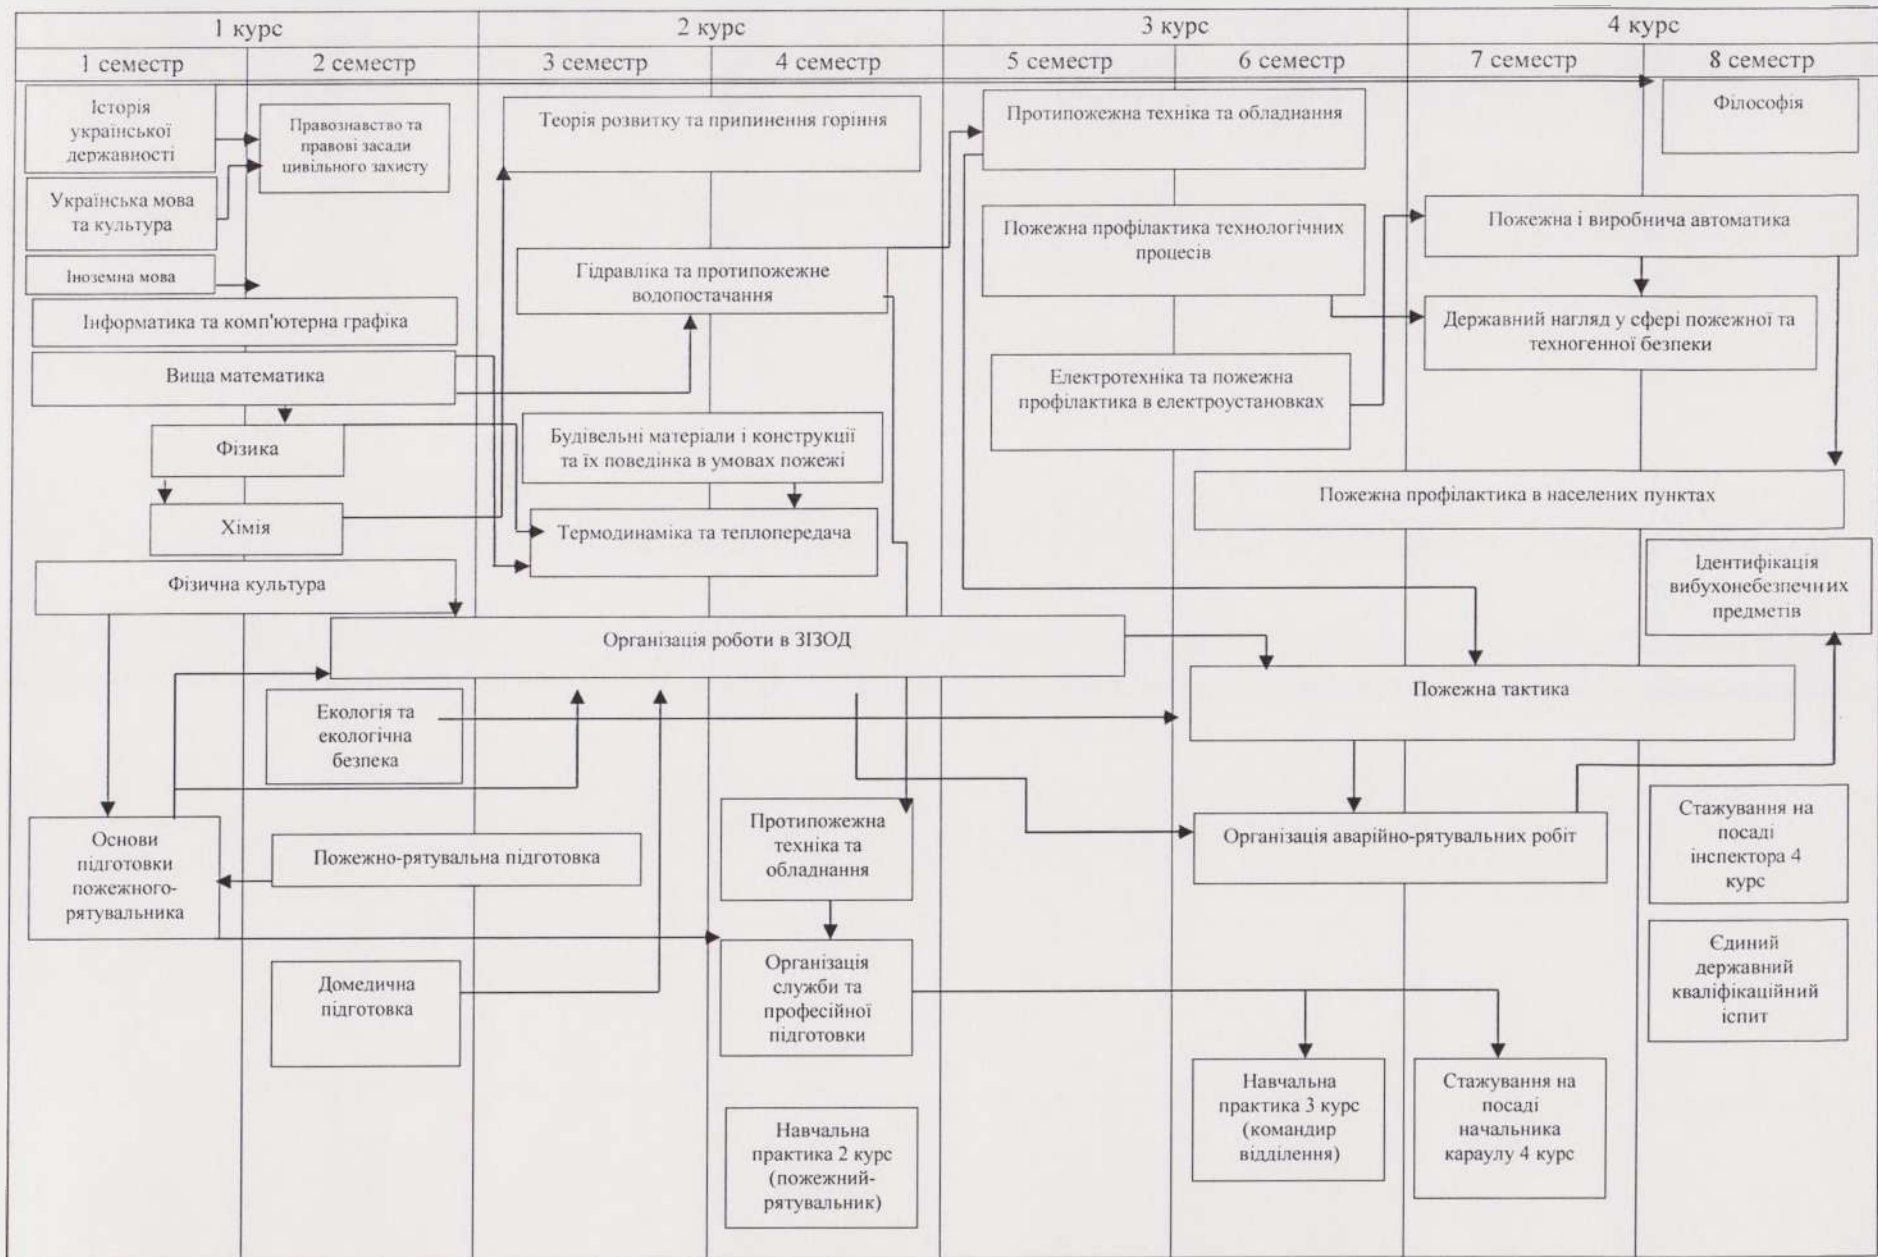 1 курс
2 курс
3 курс
4 курс
1 семестр
2 семестр
3 семестр
4 семестр
5 семестр
6 семестр
7 семестр
8 семестр
Історія
української
державності
Правознавство та
правові засади
цивільного захисту
Теорія розвитку та припинення горіння
Протипожежна техніка та обладнання
Філософія
Українська мова
та культура
Пожежна профілактика технологічних
процесів
Пожежна і виробнича автоматика
Іноземна мова
Гідравліка та протипожежне
водопостачання
Інформатика та комп'ютерна графіка
Державний нагляд у сфері пожежної та
техногенної безпеки
Вища математика
Електротехніка та пожежна
профілактика в електроустановках
Фізика
Будівельні матеріали і конструкції
та їх поведінка в умовах пожежі
Пожежна профілактика в населених пунктах
Хімія
Термодинаміка та теплопередача
Фізична культура
Ідентифікація
вибухонебезпечних
предметів
Організація роботи в ЗІЗОД
Пожежна тактика
Екологія та
екологічна
безпека
Основи
підготовки
пожежного-
рятувальника
Пожежно-рятувальна підготовка
Протипожежна
техніка та
обладнання
Організація аварійно-рятувальних робіт
Стажування на
посаді
інспектора 4
курс
Домедична
підготовка
Організація
служби та
професійної
підготовки
Єдиний
державний
кваліфікаційний
іспит
Навчальна
практика 2 курс
(пожежний-
рятувальник)
Навчальна
практика 3 курс
(командир
відділення)
Стажування на
посаді
начальника
караулу 4 курс